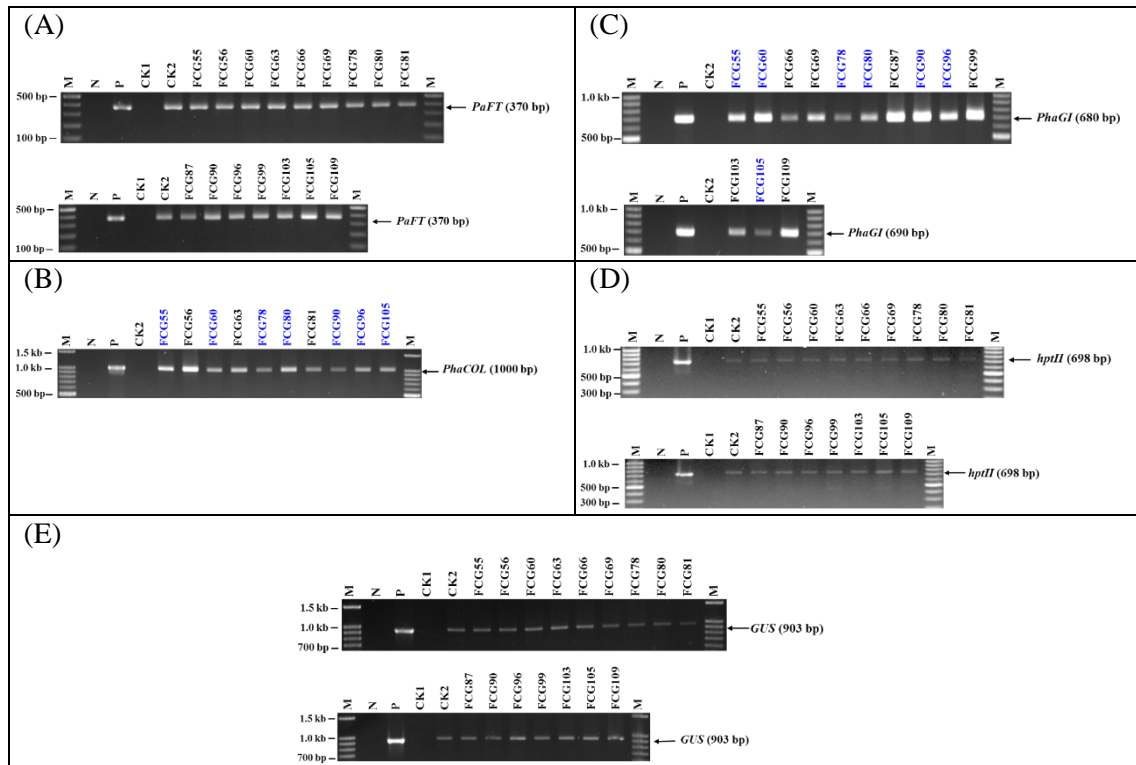 (A)
M N P CK1 CK2 FCG55 FCG56 FCG60 FCG63 FCG66 FCG69 FCG78 FCG80 FCG81 M
500 bp
PaFT (370 bp)
100 bp
M N P CK1 CK2 FCG87 FCG90 FCG96 FCG99 FCG103 FCG105 FCG109 M
500 bp
PaFT (370 bp)
100 bp
(C)
M N P CK2 FCG55 FCG60 FCG66 FCG69 FCG78 FCG80 FCG87 FCG90 FCG96 FCG99 M
1.0 kb
PhaGI (680 bp)
500 bp
M N P CK2 FCG103 FCG105 FCG109 M
1.0 kb
PhaGI (690 bp)
500 bp
(B)
M N P CK2 FCG55 FCG56 FCG60 FCG63 FCG78 FCG80 FCG81 FCG90 FCG96 FCG105 M
1.5 kb
1.0 kb
PhaCOL (1000 bp)
500 bp
(D)
M N P CK1 CK2 FCG55 FCG56 FCG60 FCG63 FCG66 FCG69 FCG78 FCG80 FCG81 M
1.0 kb
hptII (698 bp)
500 bp
300 bp
M N P CK1 CK2 FCG87 FCG90 FCG96 FCG99 FCG103 FCG105 FCG109 M
1.0 kb
hptII (698 bp)
500 bp
300 bp
(E)
M N P CK1 CK2 FCG55 FCG56 FCG60 FCG63 FCG66 FCG69 FCG78 FCG80 FCG81 M
1.5 kb
1.0 kb
GUS (903 bp)
700 bp
M N P CK1 CK2 FCG87 FCG90 FCG96 FCG99 FCG103 FCG105 FCG109 M
1.5 kb
1.0 kb
GUS (903 bp)
700 bp